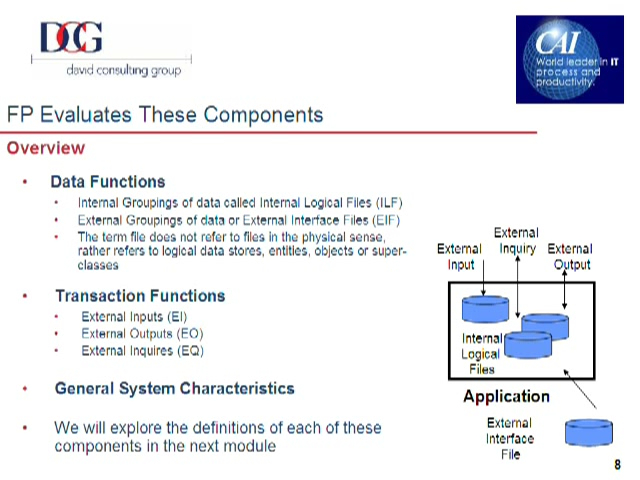 DCG
david consulting group
CAI
World leader in IT
process and
productivity.
FP Evaluates These Components
Overview
• Data Functions
• Internal Groupings of data called Internal Logical Files (ILF)
• External Groupings of data or External Interface Files (EIF)
• The term file does not refer to files in the physical sense,
rather refers to logical data stores, entities, objects or super-
classes
• Transaction Functions
• External Inputs (EI)
• External Outputs (EO)
• External Inquires (EQ)
• General System Characteristics
• We will explore the definitions of each of these
components in the next module
External
Input
External
Inquiry
External
Output
Internal
Logical
Files
Application
External
Interface
File
8